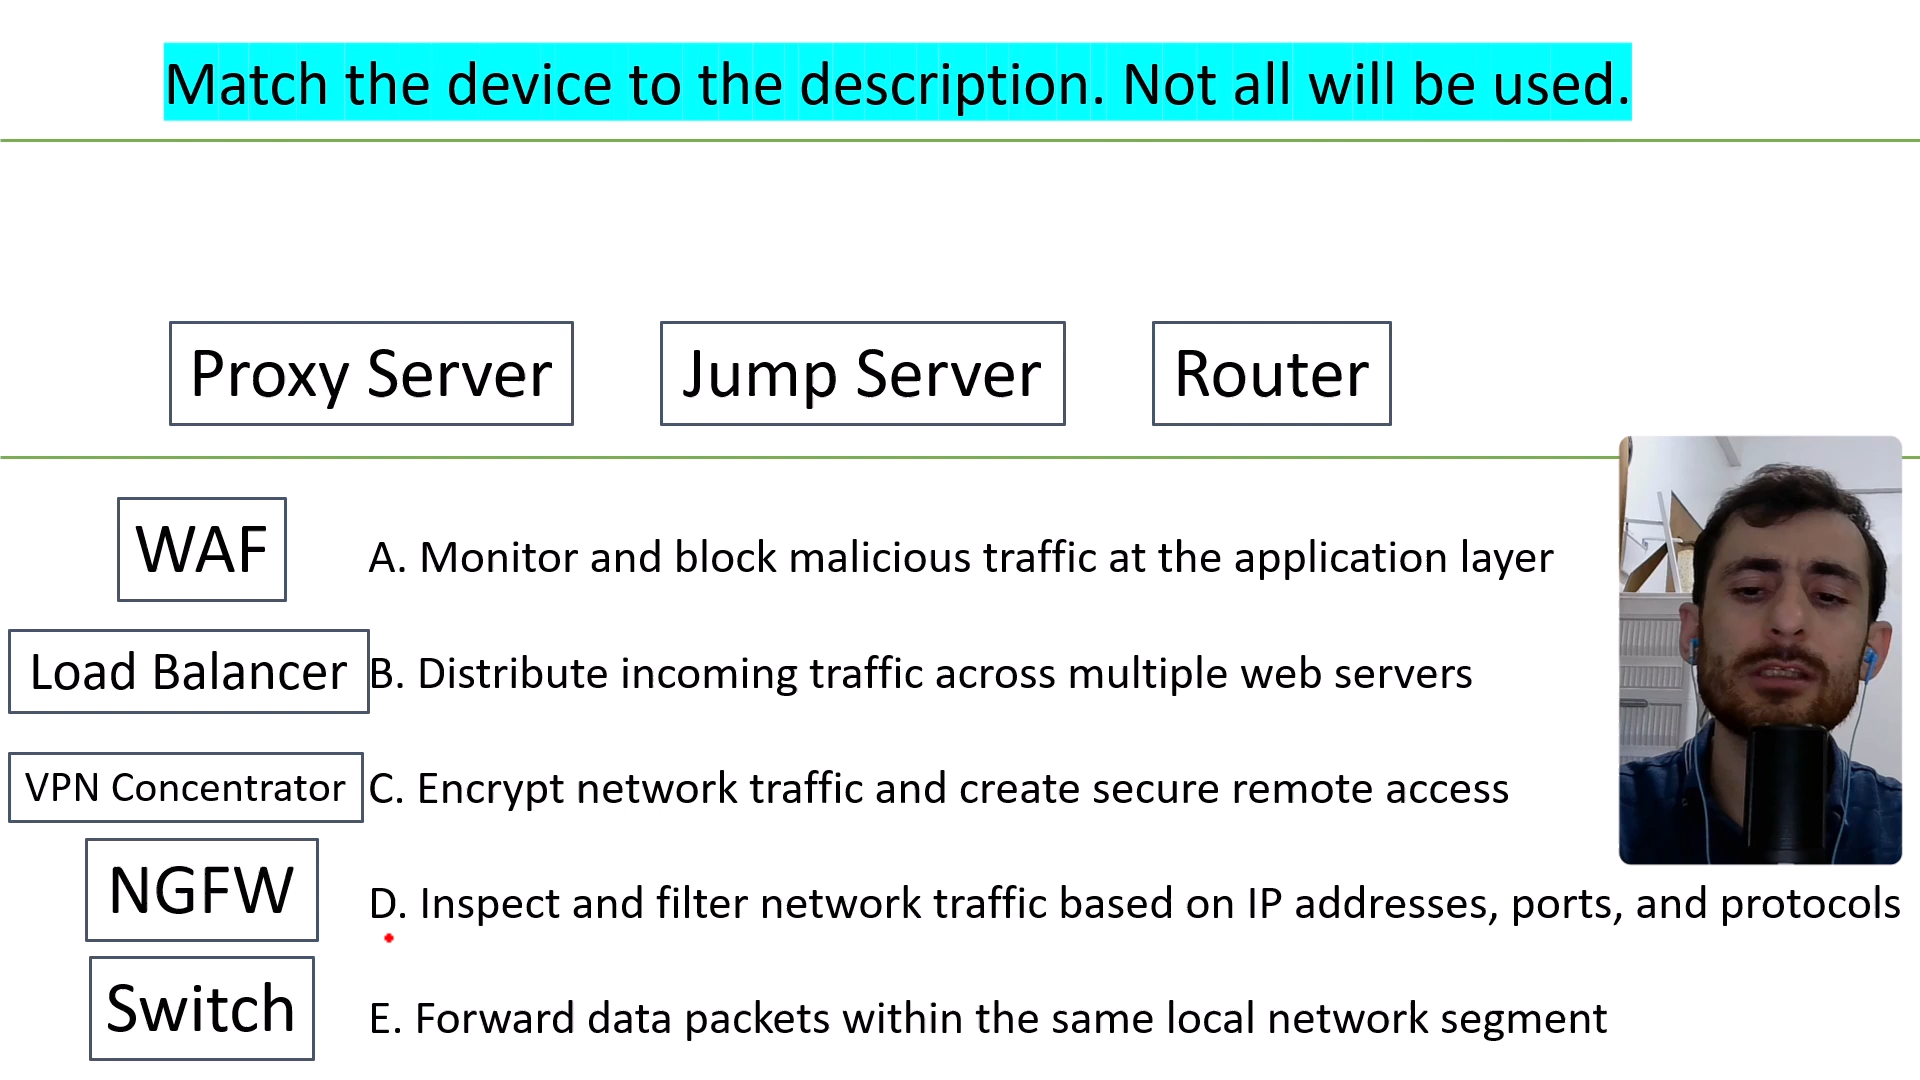 Match the device to the description. Not all will be used.
Proxy Server
Jump Server
Router
WAF
A. Monitor and block malicious traffic at the application layer
Load Balancer
B. Distribute incoming traffic across multiple web servers
VPN Concentrator
C. Encrypt network traffic and create secure remote access
NGFW
D. Inspect and filter network traffic based on IP addresses, ports, and protocols
Switch
E. Forward data packets within the same local network segment